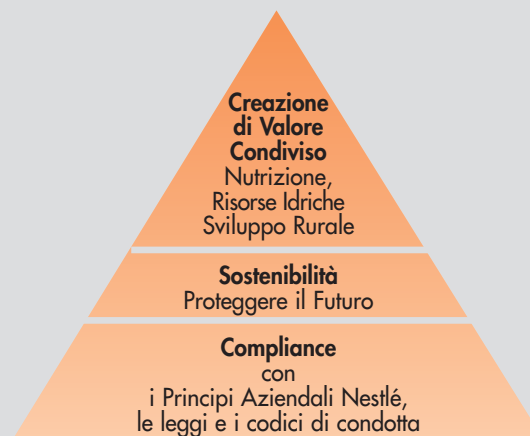 Creazione
di Valore
Condiviso
Nutrizione,
Risorse Idriche
Sviluppo Rurale
Sostenibilità
Proteggere il Futuro
Compliance
con
i Principi Aziendali Nestlé,
le leggi e i codici di condotta